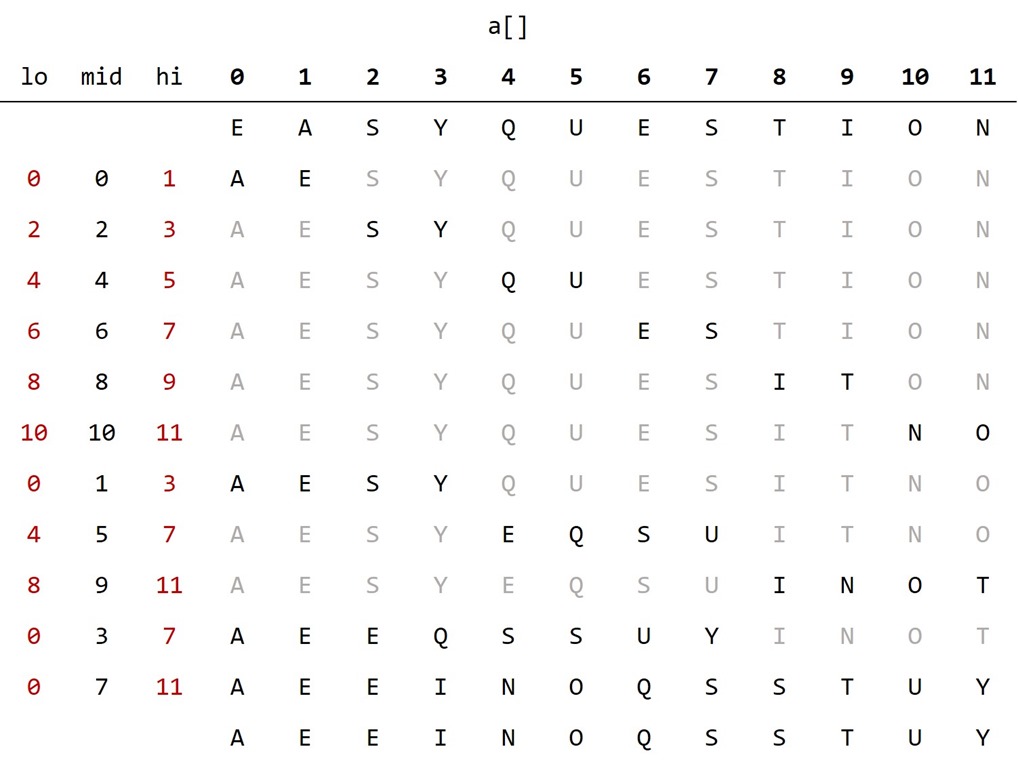 a[]
lo mid hi 0 1 2 3 4 5 6 7 8 9 10 11
E A S Y Q U E S T I O N
0 0 1 A E S Y Q U E S T I O N
2 2 3 A E S Y Q U E S T I O N
4 4 5 A E S Y Q U E S T I O N
6 6 7 A E S Y Q U E S T I O N
8 8 9 A E S Y Q U E S I T O N
10 10 11 A E S Y Q U E S I T N O
0 1 3 A E S Y Q U E S I T N O
4 5 7 A E S Y E Q S U I T N O
8 9 11 A E S Y E Q S U I N O T
0 3 7 A E E Q S S U Y I N O T
0 7 11 A E E I N O Q S S T U Y
A E E I N O Q S S T U Y